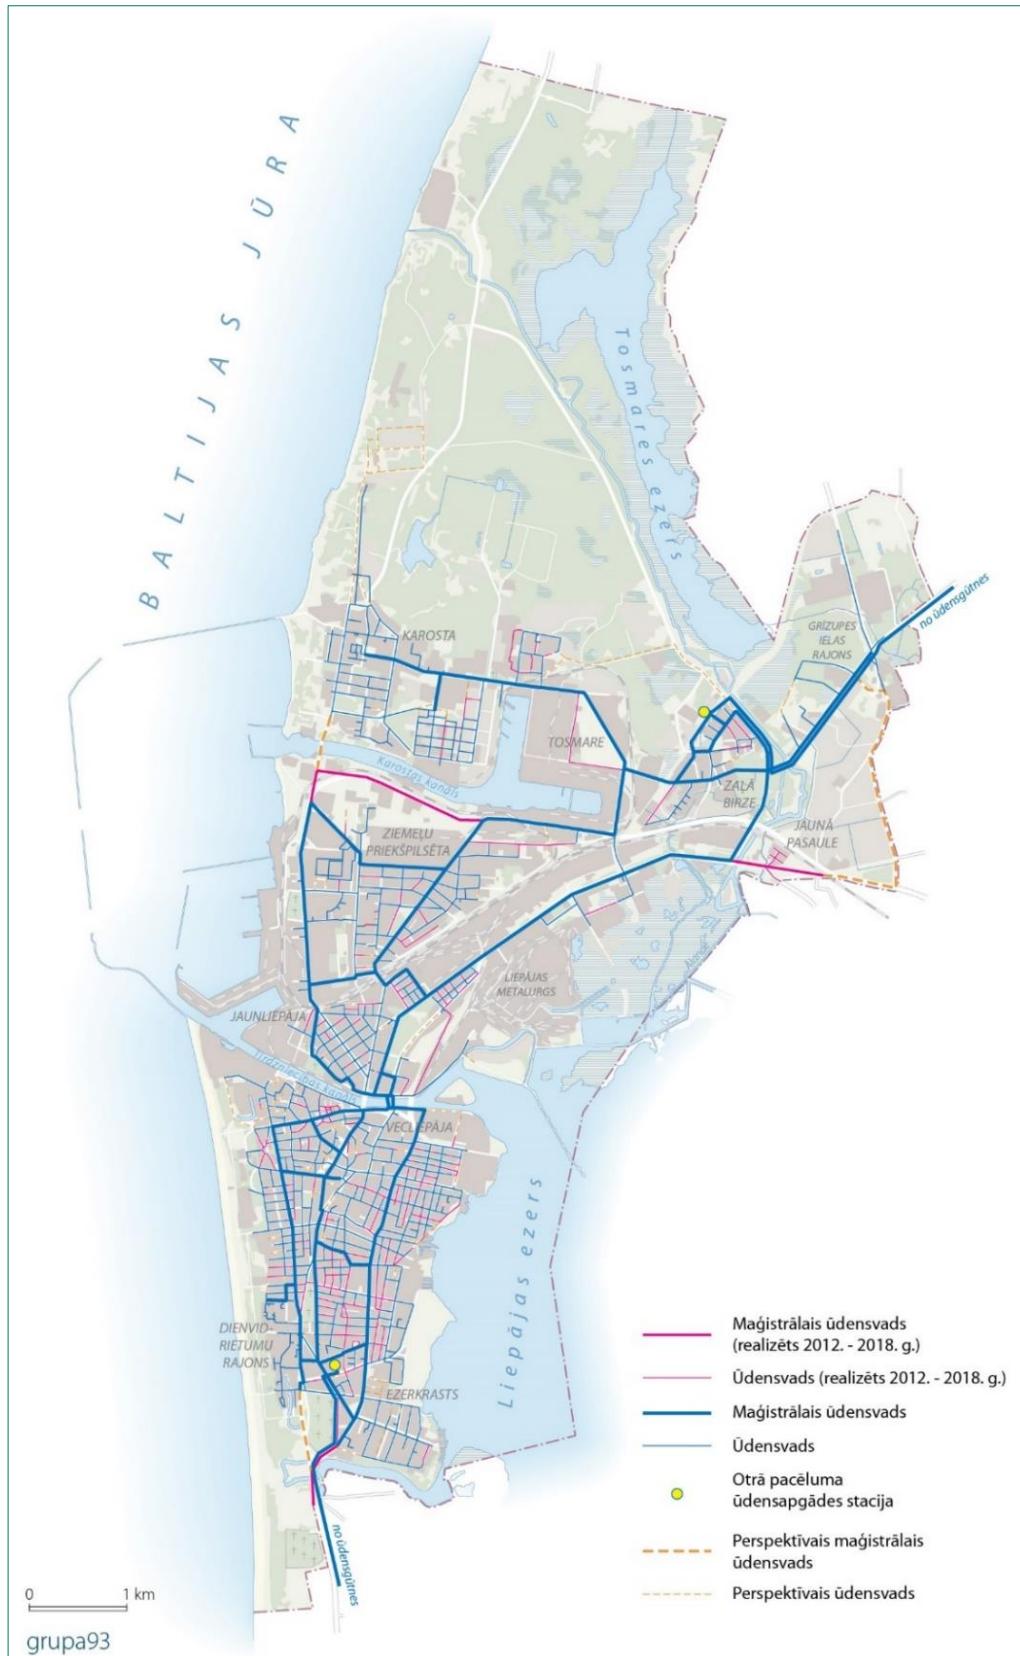 BALTIJAS JŪRA
Tosmares ezers
no ūdensgūtnes
GRĪZUPES
IELAS
RAJONS
KAROSTA
TOSMARE
Karostas kanāls
ZAĻĀ
BIRZE
JAUNĀ
PASAULE
ZIEMEĻU
PRIEKŠPILSĒTA
LIEPĀJAS
METALURGS
JAUNLIEPĀJA
Tirdzniecības kanāls
VECLIEPĀJA
Liepājas ezers
DIENVID-
RIETUMU
RAJONS
EZERKRASTS
no ūdensgūtnes
Maģistrālais ūdensvads
(realizēts 2012. - 2018. g.)
Ūdensvads (realizēts 2012. - 2018. g.)
Maģistrālais ūdensvads
Ūdensvads
Otrā pacēluma
ūdensapgādes stacija
Perspektīvais maģistrālais
ūdensvads
Perspektīvais ūdensvads
0 1 km
grupa93